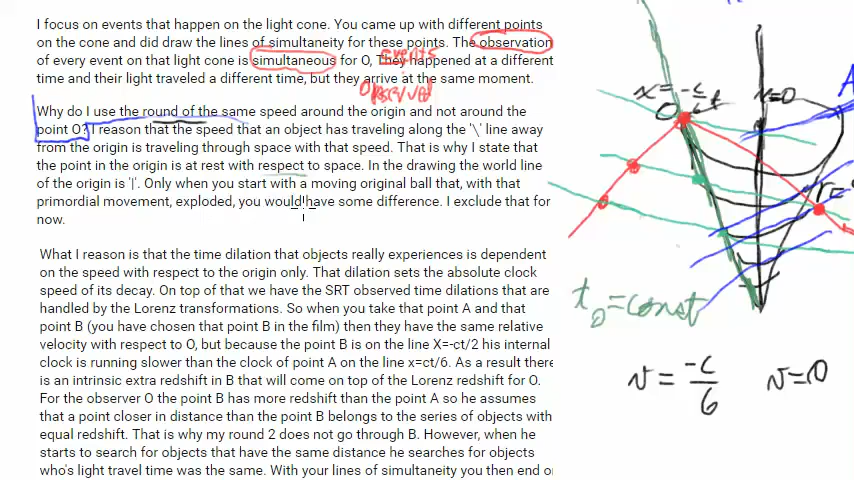 I focus on events that happen on the light cone. You came up with different points
on the cone and did draw the lines of simultaneity for these points. The observation
of every event on that light cone is simultaneous for O, They happened at a different
events
time and their light traveled a different time, but they arrive at the same moment.
Why do I use the round of the same speed around the origin and not around the
point O? I reason that the speed that an object has traveling along the '\' line away
from the origin is traveling through space with that speed. That is why I state that
the point in the origin is at rest with respect to space. In the drawing the world line
of the origin is '|'. Only when you start with a moving original ball that, with that
primordial movement, exploded, you would have some difference. I exclude that for
now.
What I reason is that the time dilation that objects really experiences is dependent
on the speed with respect to the origin only. That dilation sets the absolute clock
speed of its decay. On top of that we have the SRT observed time dilations that are
handled by the Lorenz transformations. So when you take that point A and that
point B (you have chosen that point B in the film) then they have the same relative
velocity with respect to O, but because the point B is on the line X=-ct/2 his internal
clock is running slower than the clock of point A on the line x=ct/6. As a result there
is an intrinsic extra redshift in B that will come on top of the Lorenz redshift for O.
For the observer O the point B has more redshift than the point A so he assumes
that a point closer in distance than the point B belongs to the series of objects with
equal redshift. That is why my round 2 does not go through B. However, when he
starts to search for objects that have the same distance he searches for objects
who's light travel time was the same. With your lines of simultaneity you then end
x=-c/6 t
v=0
O
A
t₀=const
v=-c/6
v=0